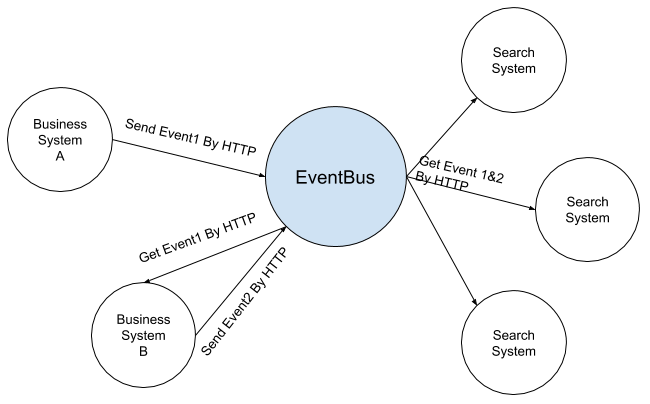 Search
System
Business
System
A
Send Event1 By HTTP
EventBus
Get Event 1&2
By HTTP
Search
System
Get Event1 By HTTP
Send Event2 By HTTP
Business
System
B
Search
System